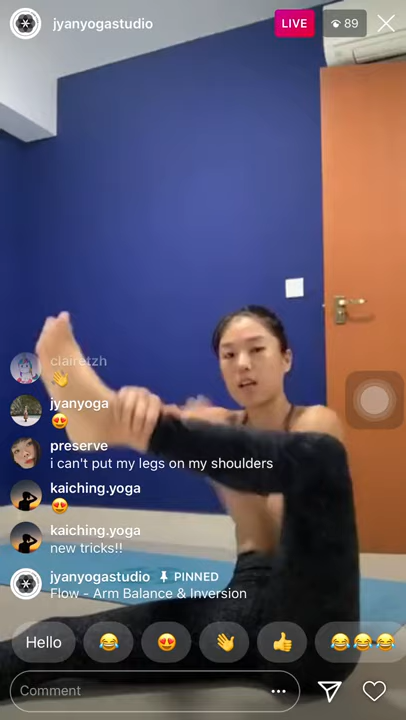 jyanyogastudio
LIVE
89
clairetzh
👋
jyanyoga
😍
preserve
i can't put my legs on my shoulders
kaiching.yoga
😍
kaiching.yoga
new tricks!!
jyanyogastudio PINNED
Flow - Arm Balance & Inversion
Hello 😂 😍 👋 👍 😂😂🤣
Comment